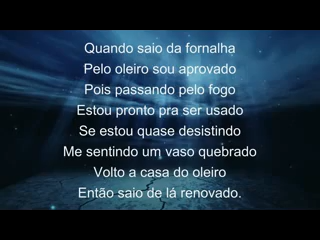 Quando saio da fornalha
Pelo oleiro sou aprovado
Pois passando pelo fogo
Estou pronto pra ser usado
Se estou quase desistindo
Me sentindo um vaso quebrado
Volto a casa do oleiro
Então saio de lá renovado.